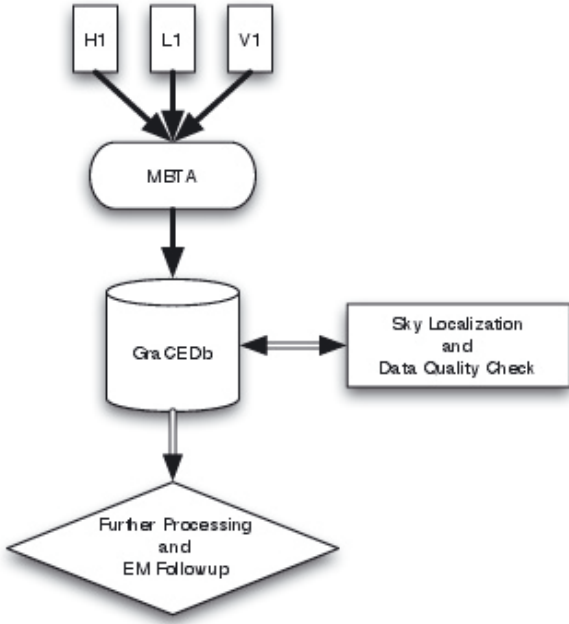 H1
L1
V1
MBTA
GraCEDb
Sky Localization
and
Data Quality Check
Further Processing
and
EM Followup